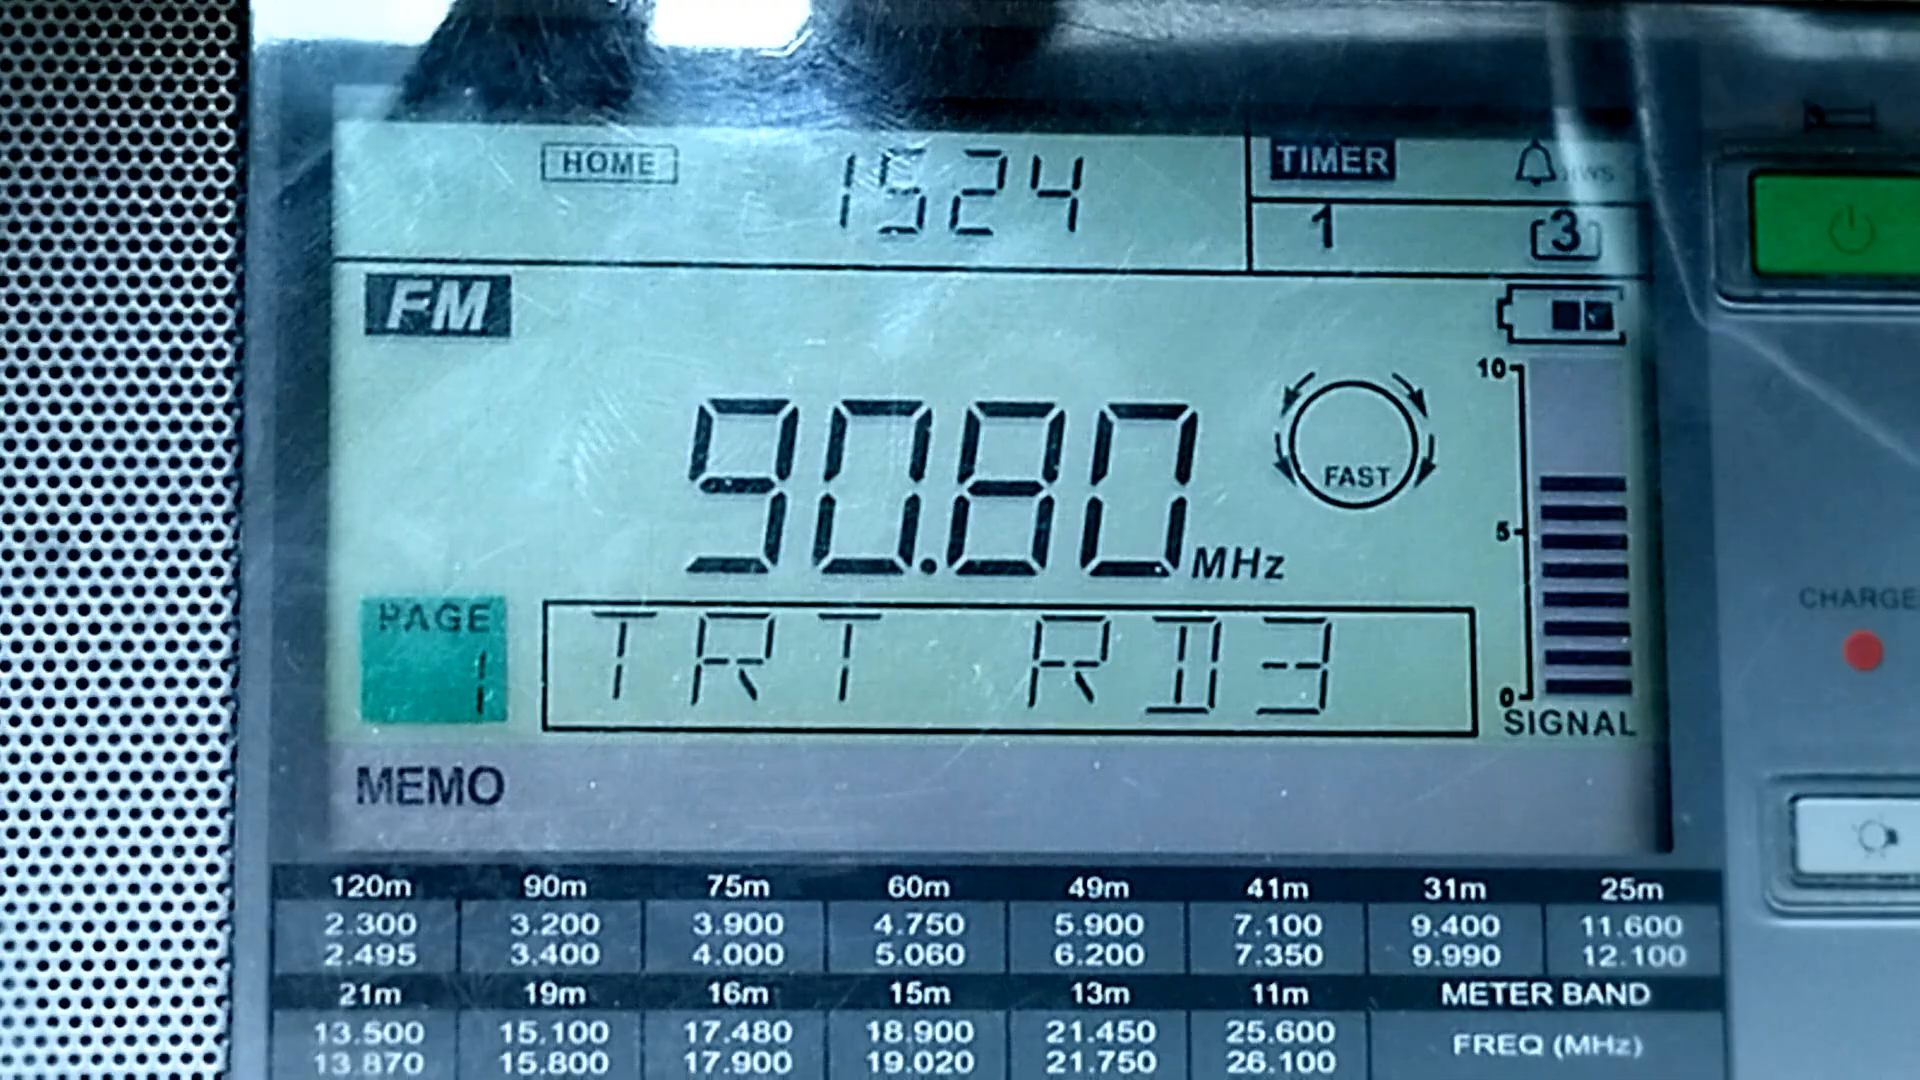 HOME 1524 TIMER
1 3
FM
90.80 MHz
FAST
10
5
0
SIGNAL
PAGE
1
TRT RD3
MEMO
CHARGE
120m 90m 75m 60m 49m 41m 31m 25m
2.300 3.200 3.900 4.750 5.900 7.100 9.400 11.600
2.495 3.400 4.000 5.060 6.200 7.350 9.990 12.100
21m 19m 16m 15m 13m 11m METER BAND
13.500 15.100 17.480 18.900 21.450 25.600 FREQ (MHz)
13.870 15.800 17.900 19.020 21.750 26.100